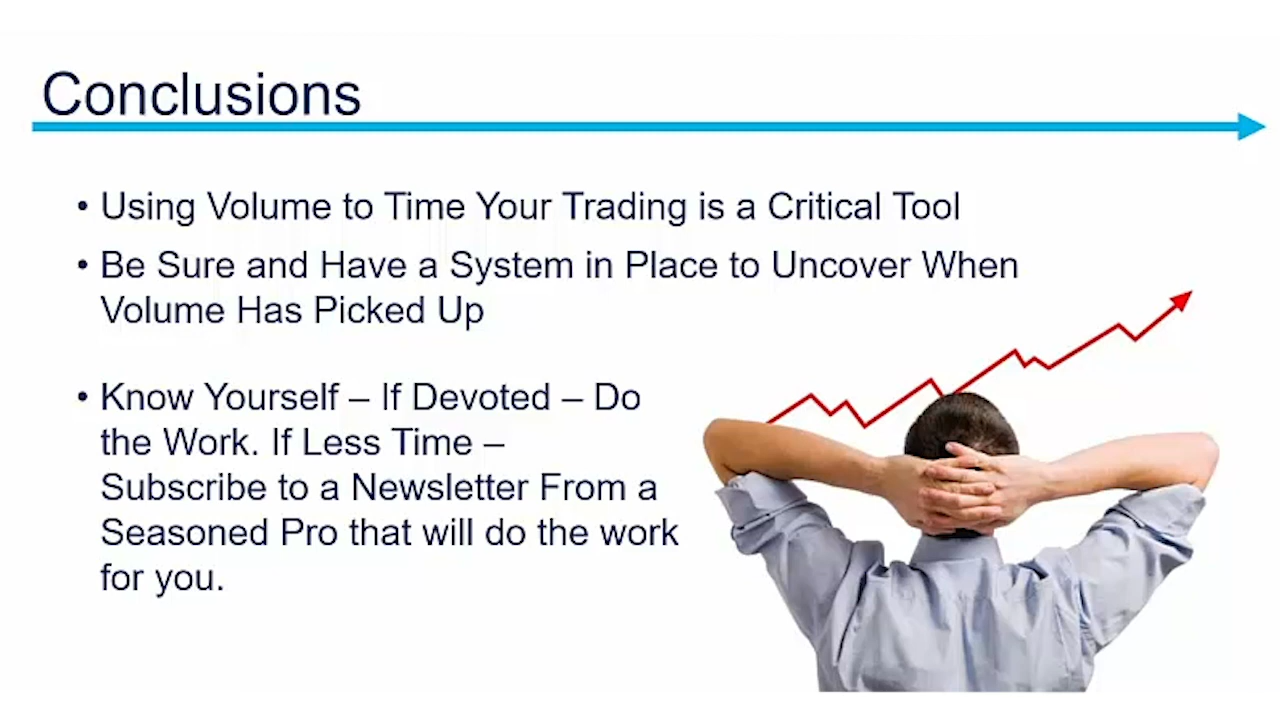 Conclusions
• Using Volume to Time Your Trading is a Critical Tool
• Be Sure and Have a System in Place to Uncover When
Volume Has Picked Up
• Know Yourself – If Devoted – Do
the Work. If Less Time –
Subscribe to a Newsletter From a
Seasoned Pro that will do the work
for you.